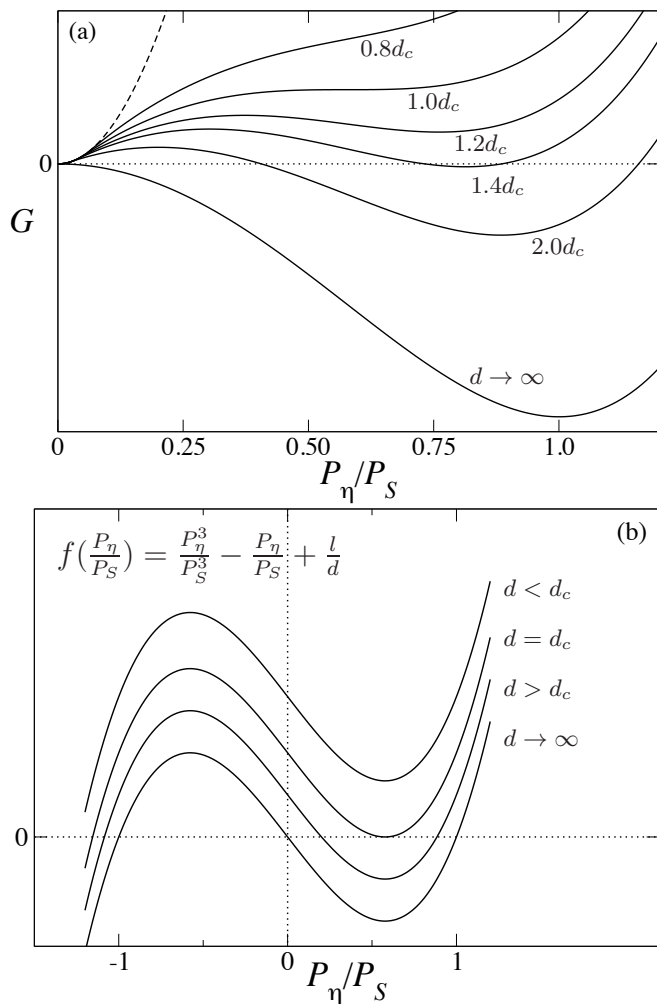 (a)
0.8d_c
1.0d_c
1.2d_c
1.4d_c
2.0d_c
d → ∞
0
G
0 0.25 0.50 0.75 1.0
P_η/P_S
(b)
f(P_η/P_S) = P_η^3/P_S^3 − P_η/P_S + l/d
d < d_c
d = d_c
d > d_c
d → ∞
0
-1 0 1
P_η/P_S